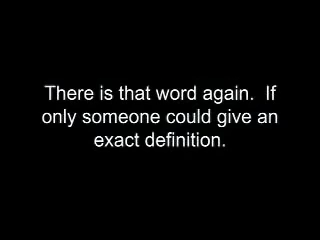 There is that word again.  If
only someone could give an
exact definition.